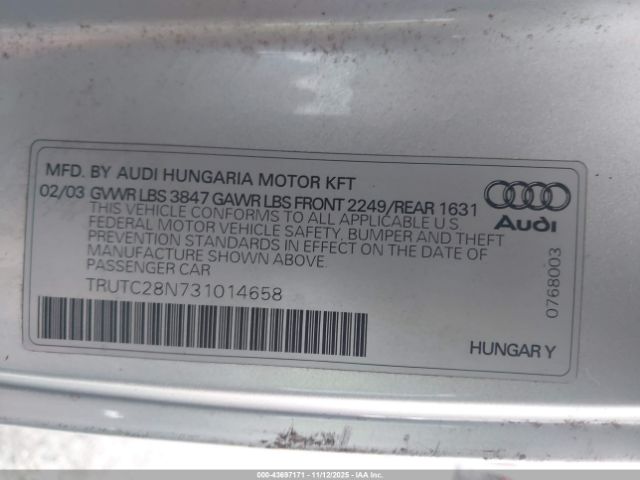 MFD. BY AUDI HUNGARIA MOTOR KFT
02/03 GVWR LBS 3847 GAWR LBS FRONT 2249/REAR 1631
THIS VEHICLE CONFORMS TO ALL APPLICABLE U S
FEDERAL MOTOR VEHICLE SAFETY, BUMPER AND THEFT
PREVENTION STANDARDS IN EFFECT ON THE DATE OF
MANUFACTURE SHOWN ABOVE.
PASSENGER CAR
TRUTC28N731014658
Audi
0768003
HUNGARY
000-43697171 - 11/12/2025 - IAAI.com